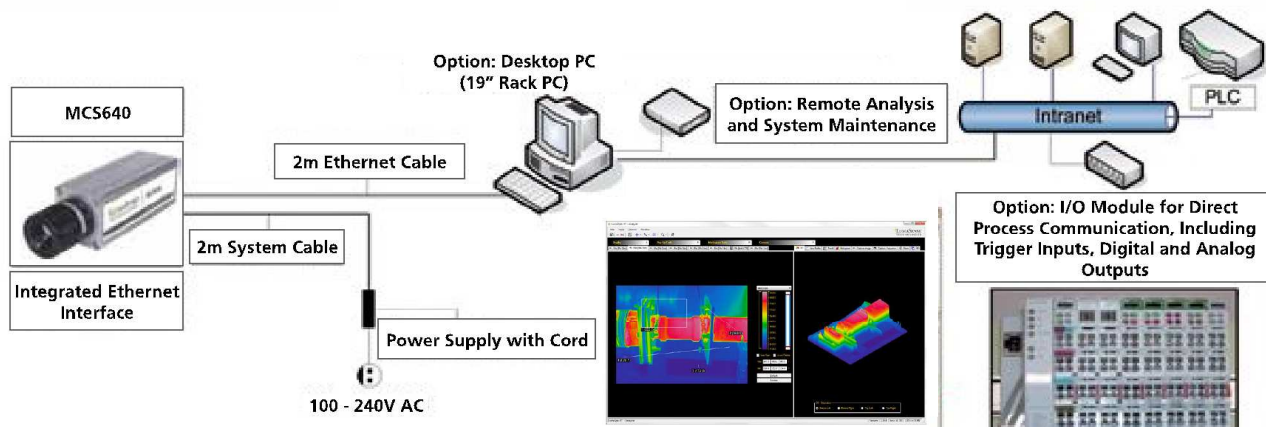 MCS640
Integrated Ethernet
Interface
2m Ethernet Cable
2m System Cable
Power Supply with Cord
100 - 240V AC
Option: Desktop PC
(19” Rack PC)
Option: Remote Analysis
and System Maintenance
Intranet
PLC
Option: I/O Module for Direct
Process Communication, Including
Trigger Inputs, Digital and Analog
Outputs